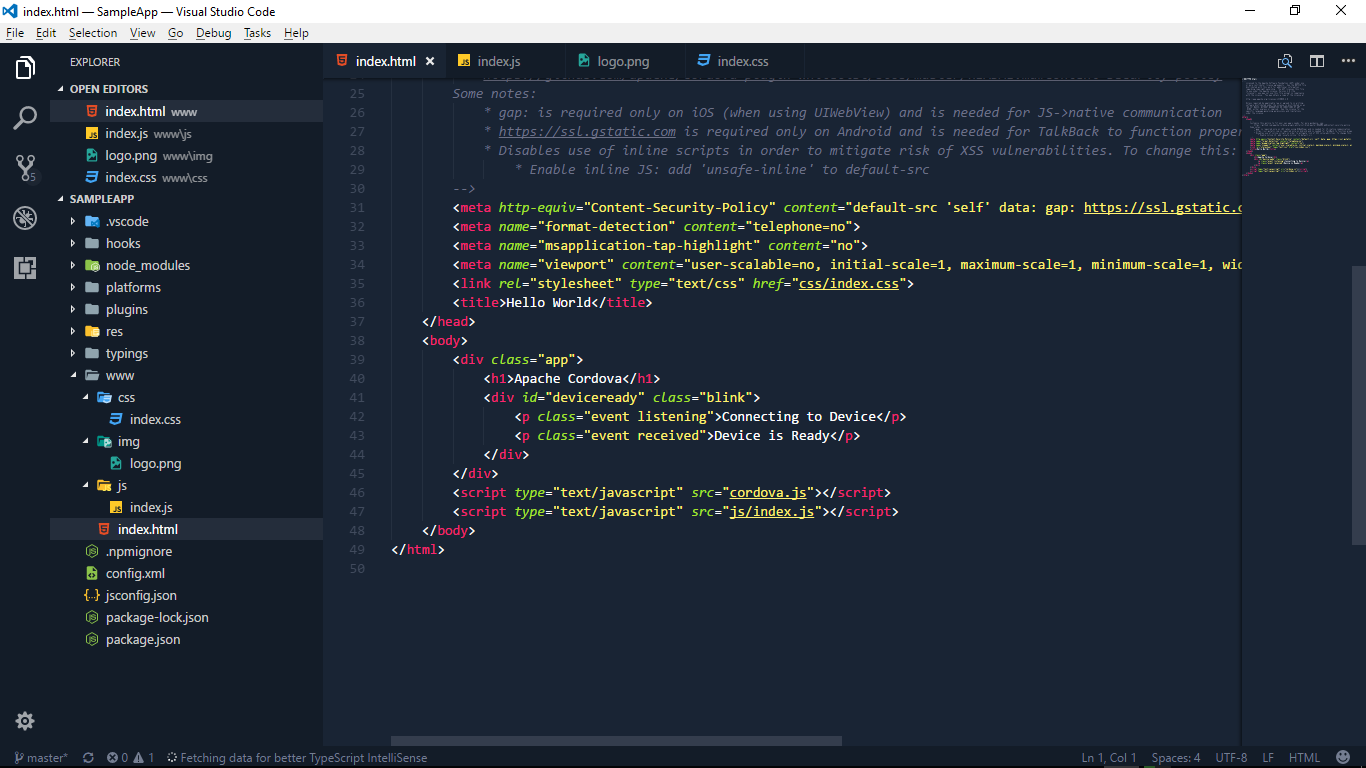 index.html — SampleApp — Visual Studio Code
File Edit Selection View Go Debug Tasks Help
EXPLORER
OPEN EDITORS
index.html www
index.js www\js
logo.png www\img
index.css www\css
5
SAMPLEAPP
.vscode
hooks
node_modules
platforms
plugins
res
typings
www
css
index.css
img
logo.png
js
index.js
index.html
.npmignore
config.xml
jsconfig.json
package-lock.json
package.json
index.html index.js logo.png index.css
25 Some notes:
26 * gap: is required only on iOS (when using UIWebView) and is needed for JS->native communication
27 * https://ssl.gstatic.com is required only on Android and is needed for TalkBack to function proper
28 * Disables use of inline scripts in order to mitigate risk of XSS vulnerabilities. To change this:
29 * Enable inline JS: add 'unsafe-inline' to default-src
30 -->
31 <meta http-equiv="Content-Security-Policy" content="default-src 'self' data: gap: https://ssl.gstatic.c
32 <meta name="format-detection" content="telephone=no">
33 <meta name="msapplication-tap-highlight" content="no">
34 <meta name="viewport" content="user-scalable=no, initial-scale=1, maximum-scale=1, minimum-scale=1, wid
35 <link rel="stylesheet" type="text/css" href="css/index.css">
36 <title>Hello World</title>
37 </head>
38 <body>
39 <div class="app">
40 <h1>Apache Cordova</h1>
41 <div id="deviceready" class="blink">
42 <p class="event listening">Connecting to Device</p>
43 <p class="event received">Device is Ready</p>
44 </div>
45 </div>
46 <script type="text/javascript" src="cordova.js"></script>
47 <script type="text/javascript" src="js/index.js"></script>
48 </body>
49 </html>
50
master* 0 1 Fetching data for better TypeScript IntelliSense Ln 1, Col 1 Spaces: 4 UTF-8 LF HTML